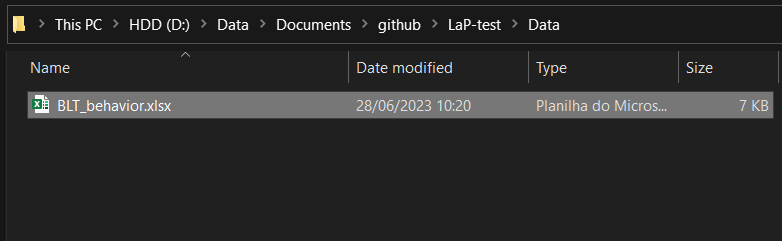 This PC > HDD (D:) > Data > Documents > github > LaP-test > Data
Name Date modified Type Size
BLT_behavior.xlsx 28/06/2023 10:20 Planilha do Micros... 7 KB